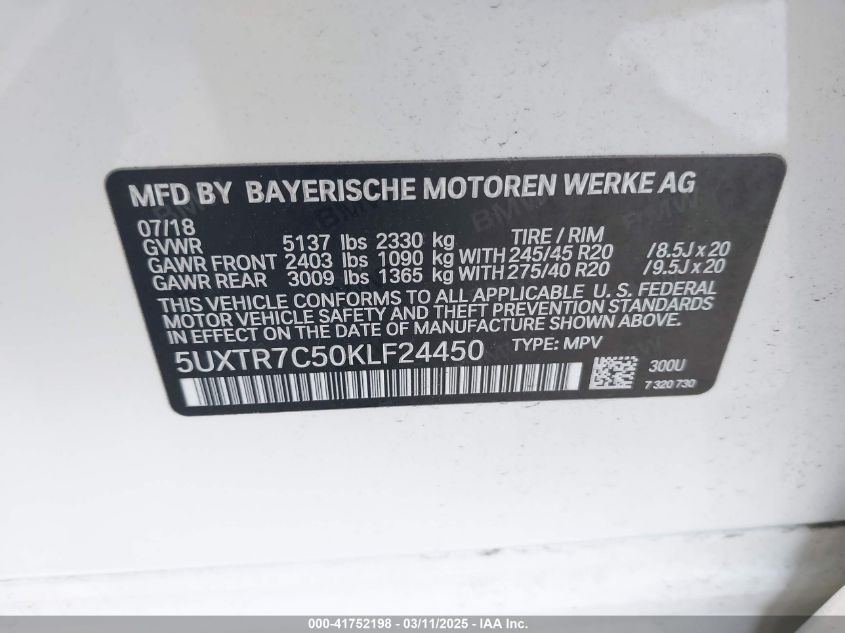 MFD BY BAYERISCHE MOTOREN WERKE AG
07/18
GVWR 5137 lbs 2330 kg TIRE / RIM
GAWR FRONT 2403 lbs 1090 kg WITH 245/45 R20 /8.5J x 20
GAWR REAR 3009 lbs 1365 kg WITH 275/40 R20 /9.5J x 20
THIS VEHICLE CONFORMS TO ALL APPLICABLE U. S. FEDERAL
MOTOR VEHICLE SAFETY AND THEFT PREVENTION STANDARDS
IN EFFECT ON THE DATE OF MANUFACTURE SHOWN ABOVE.
5UXTR7C50KLF24450 TYPE: MPV
300U
7 320 730
000-41752198 - 03/11/2025 - IAA Inc.